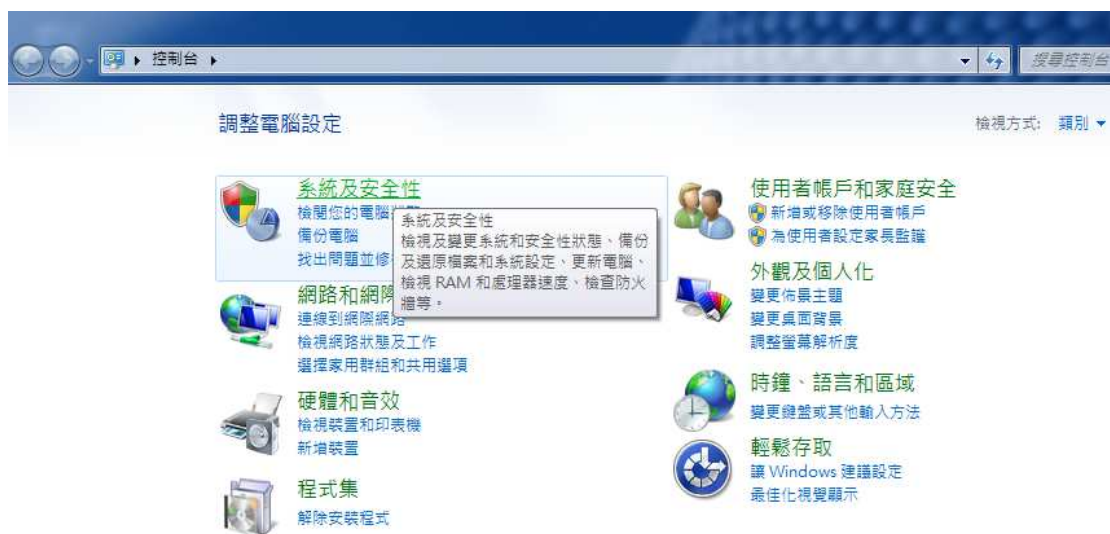 控制台
搜尋控制台
調整電腦設定
檢視方式: 類別
系統及安全性
檢閱您的電腦
備份電腦
找出問題並修
系統及安全性
檢視及變更系統和安全性狀態、備份
及還原檔案和系統設定、更新電腦、
檢視 RAM 和處理器速度、檢查防火
牆等。
網路和網際
連線到網際網路
檢視網路狀態及工作
選擇家用群組和共用選項
硬體和音效
檢視裝置和印表機
新增裝置
程式集
解除安裝程式
使用者帳戶和家庭安全
新增或移除使用者帳戶
為使用者設定家長監護
外觀及個人化
變更佈景主題
變更桌面背景
調整螢幕解析度
時鐘、語言和區域
變更鍵盤或其他輸入方法
輕鬆存取
讓 Windows 建議設定
最佳化視覺顯示